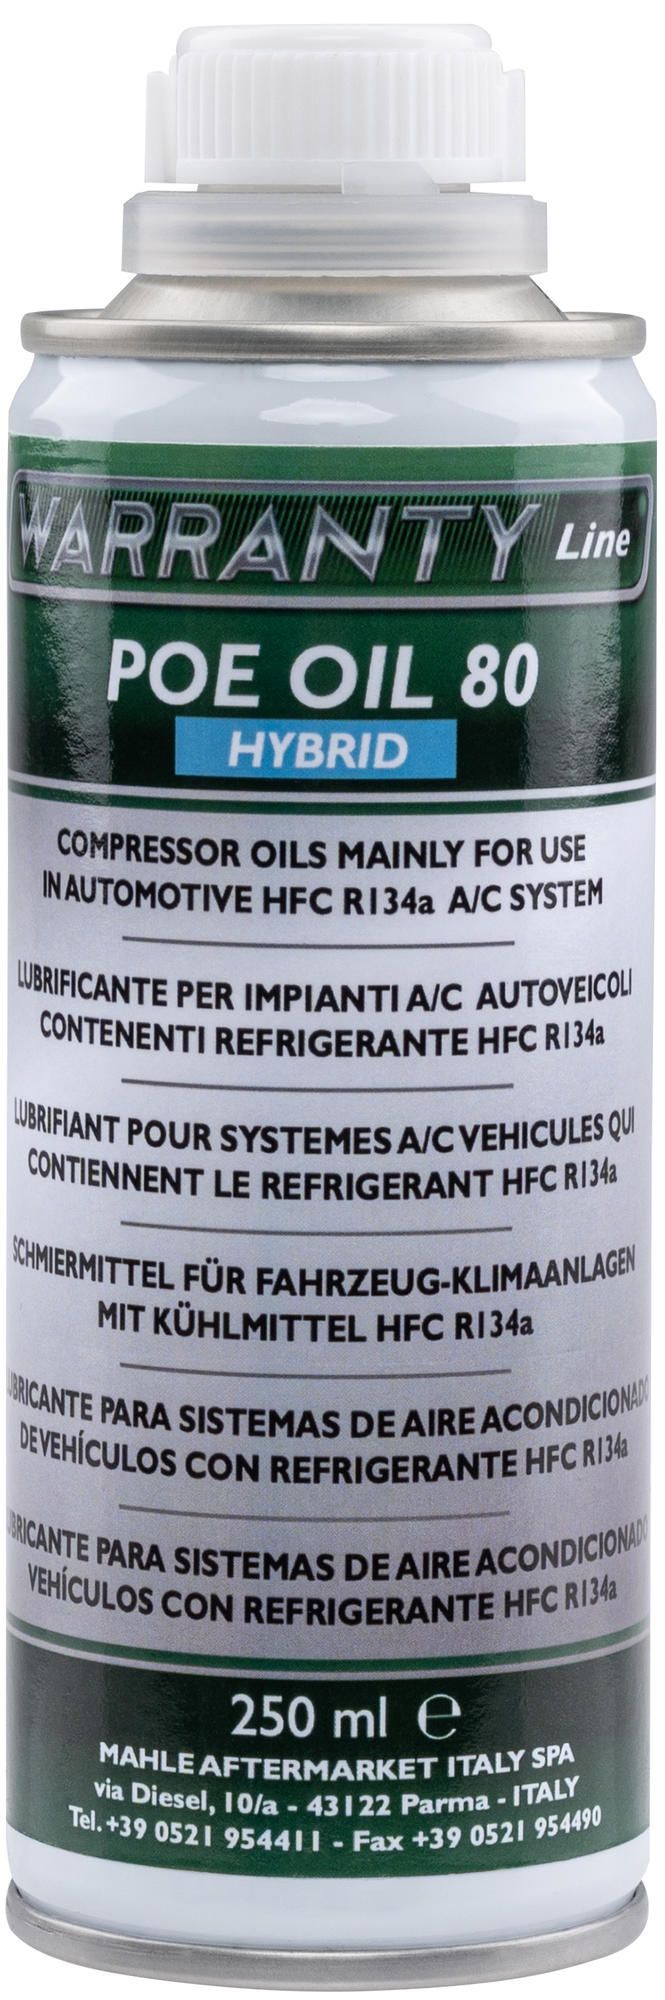 WARRANTY Line
POE OIL 80
HYBRID
COMPRESSOR OILS MAINLY FOR USE
IN AUTOMOTIVE HFC R134a A/C SYSTEM
LUBRIFICANTE PER IMPIANTI A/C AUTOVEICOLI
CONTENENTI REFRIGERANTE HFC R134a
LUBRIFIANT POUR SYSTEMES A/C VEHICULES QUI
CONTIENNENT LE REFRIGERANT HFC R134a
SCHMIERMITTEL FÜR FAHRZEUG-KLIMAANLAGEN
MIT KÜHLMITTEL HFC R134a
LUBRICANTE PARA SISTEMAS DE AIRE ACONDICIONADO
DE VEHÍCULOS CON REFRIGERANTE HFC R134a
LUBRICANTE PARA SISTEMAS DE AIRE ACONDICIONADO
VEHÍCULOS CON REFRIGERANTE HFC R134a
250 ml ℮
MAHLE AFTERMARKET ITALY SPA
via Diesel, 10/a - 43122 Parma - ITALY
Tel. +39 0521 954411 - Fax +39 0521 954490